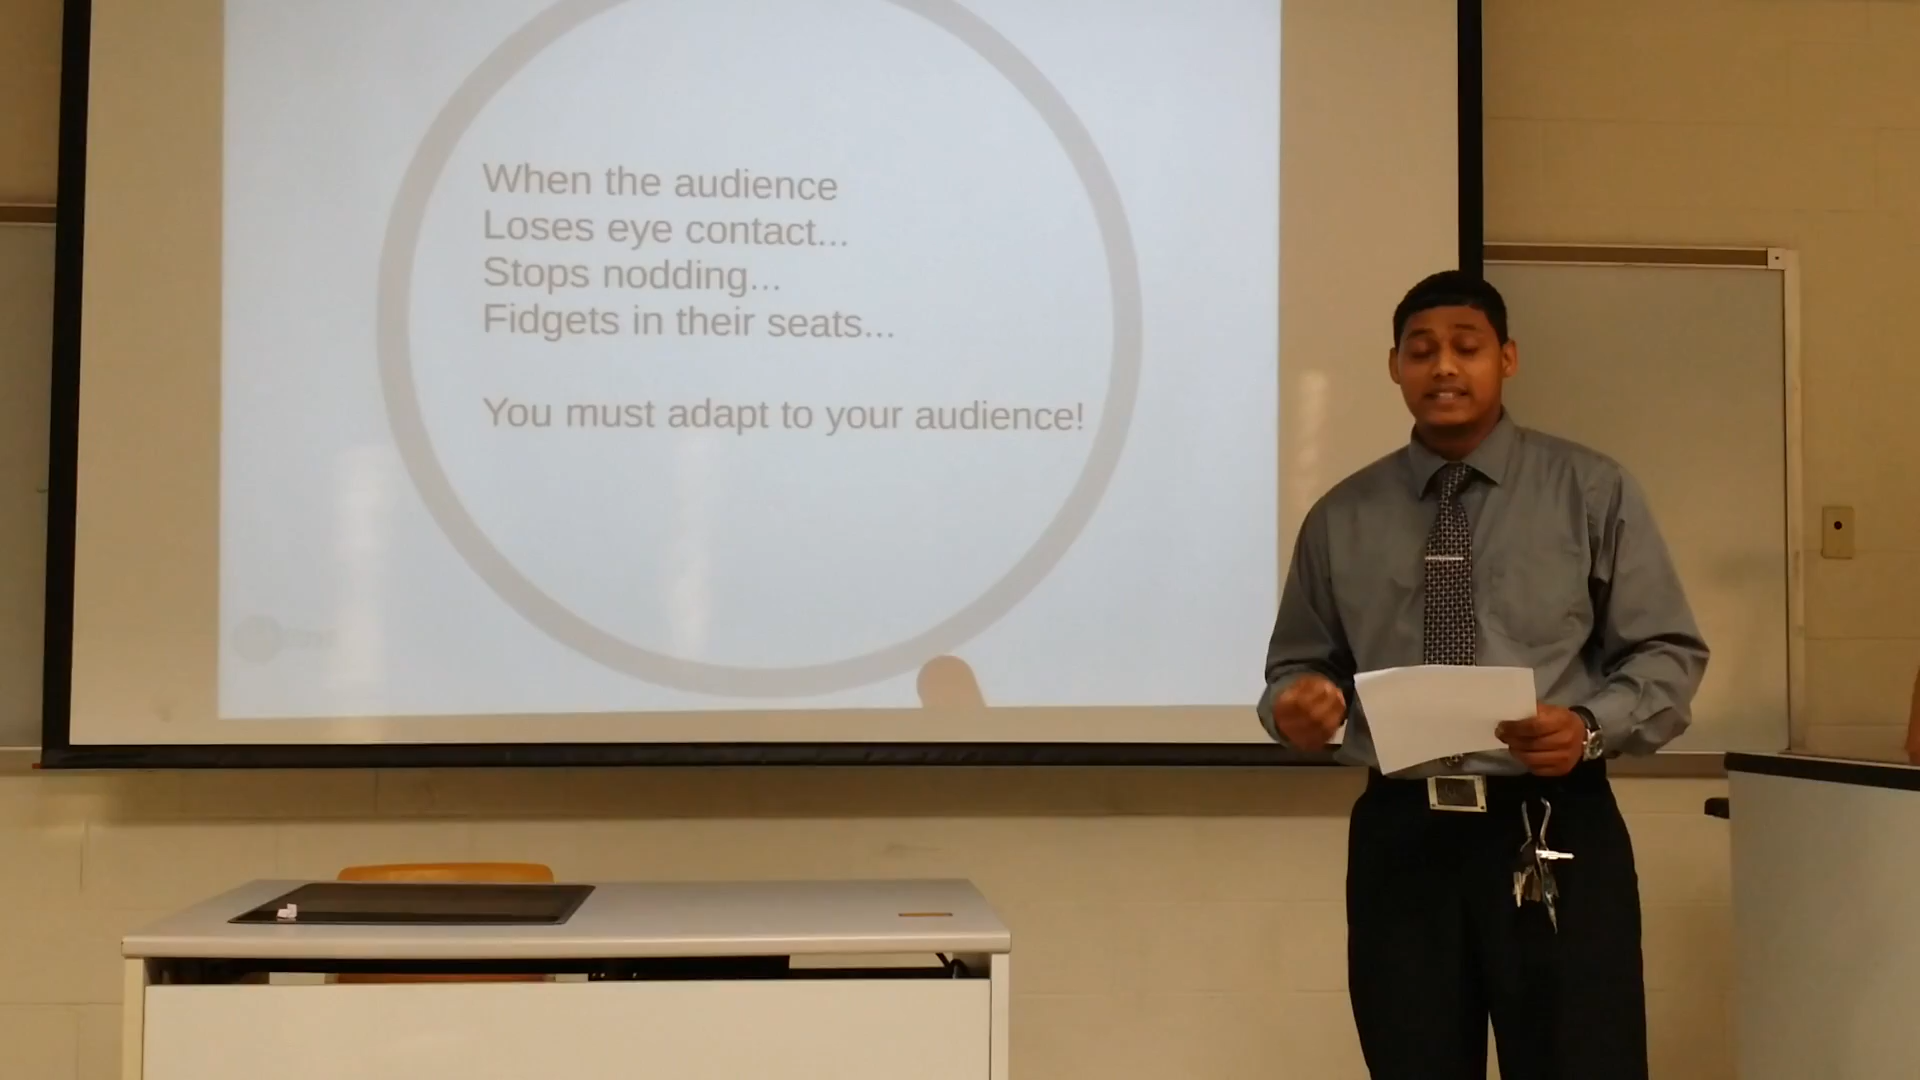 When the audience
Loses eye contact...
Stops nodding...
Fidgets in their seats...
You must adapt to your audience!